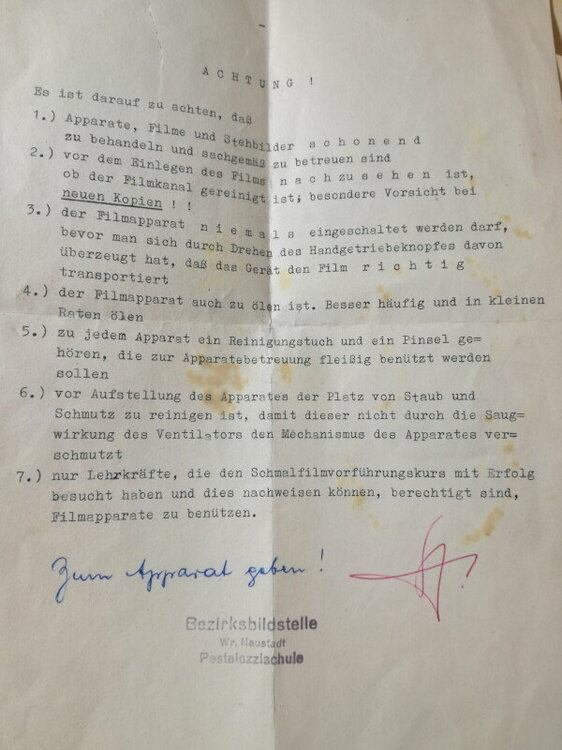 A C H T U N G !
Es ist darauf zu achten, daß
1.) Apparate, Filme und Stehbilder s c h o n e n d
zu behandeln und sachgemäß zu betreuen sind
2.) vor dem Einlegen des Films n a c h z u s e h e n ist,
ob der Filmkanal gereinigt ist; besondere Vorsicht bei
neuen Kopien ! !
3.) der Filmapparat n i e m a l s eingeschaltet werden darf,
bevor man sich durch Drehen des Handgetriebeknopfes davon
überzeugt hat, daß das Gerät den Film r i c h t i g
transportiert
4.) der Filmapparat auch zu ölen ist. Besser häufig und in kleinen
Raten ölen
5.) zu jedem Apparat ein Reinigungstuch und ein Pinsel ge=
hören, die zur Apparatebetreuung fleißig benützt werden
sollen
6.) vor Aufstellung des Apparates der Platz von Staub und
Schmutz zu reinigen ist, damit dieser nicht durch die Saug=
wirkung des Ventilators den Mechanismus des Apparates ver=
schmutzt
7.) nur Lehrkräfte, die den Schmalfilmvorführungskurs mit Erfolg
besucht haben und dies nachweisen können, berechtigt sind,
Filmapparate zu benützen.
Zum Apparat geben !
Bezirksbildstelle
Wr. Neustadt
Pestalozzischule